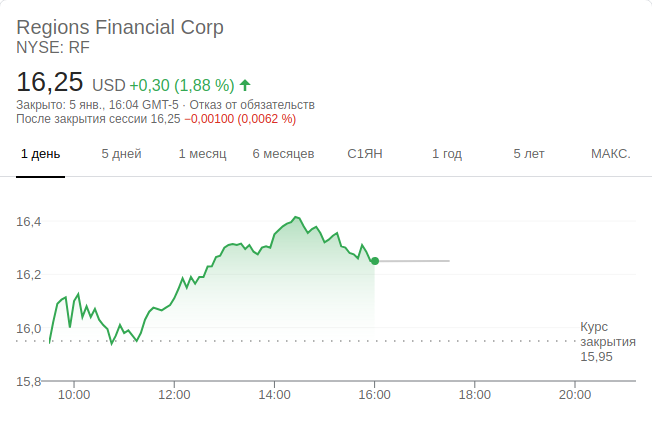 Regions Financial Corp
NYSE: RF
16,25 USD +0,30 (1,88 %)
Закрыто: 5 янв., 16:04 GMT-5 · Отказ от обязательств
После закрытия сессии 16,25 −0,00100 (0,0062 %)
1 день 5 дней 1 месяц 6 месяцев С1ЯН 1 год 5 лет МАКС.
16,4
16,2
16,0
Курс
закрытия
15,95
15,8
10:00 12:00 14:00 16:00 18:00 20:00